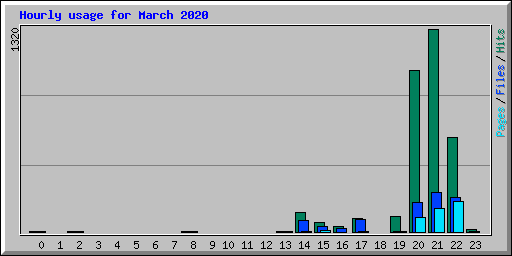 Hourly usage for March 2020
1320
Pages / Files / Hits
0 1 2 3 4 5 6 7 8 9 10 11 12 13 14 15 16 17 18 19 20 21 22 23